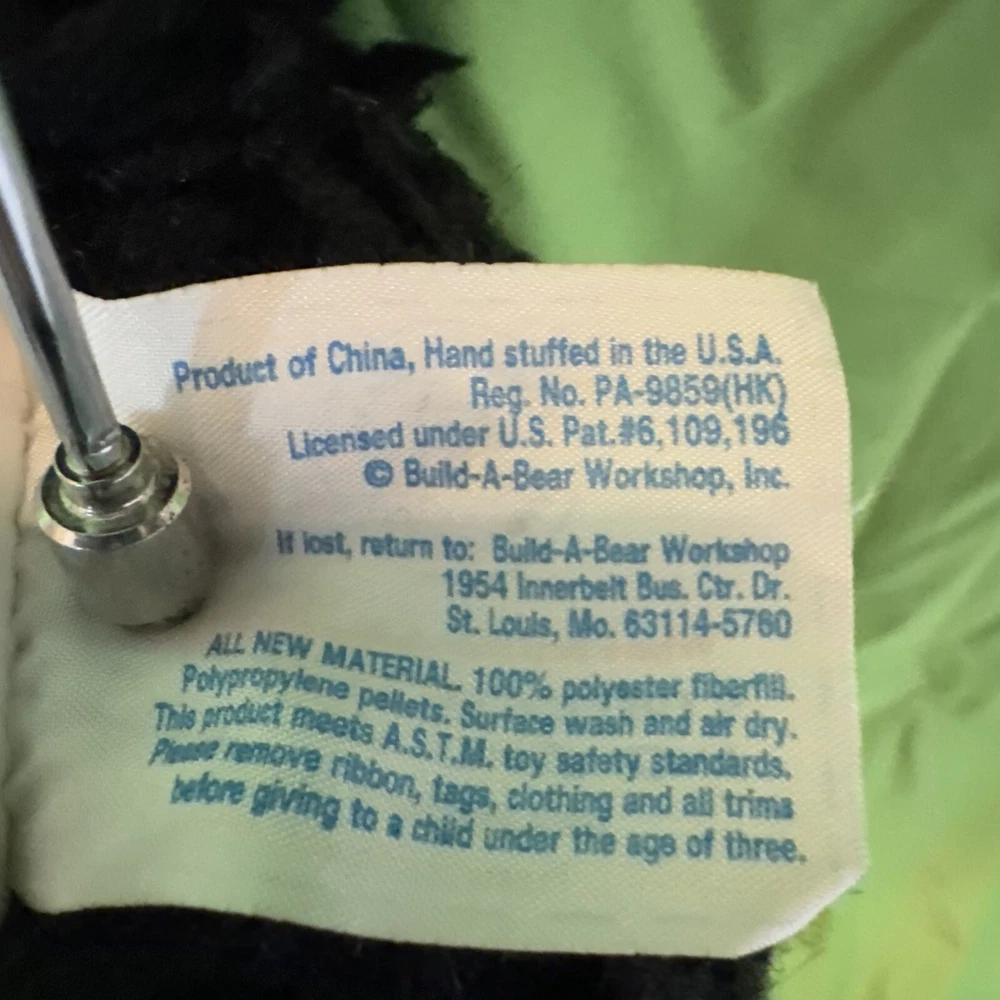 Product of China, Hand stuffed in the U.S.A.
Reg. No. PA-9859(HK)
Licensed under U.S. Pat.#6,109,196
© Build-A-Bear Workshop, Inc.
If lost, return to: Build-A-Bear Workshop
1954 Innerbelt Bus. Ctr. Dr.
St. Louis, Mo. 63114-5760
ALL NEW MATERIAL. 100% polyester fiberfill.
Polypropylene pellets. Surface wash and air dry.
This product meets A.S.T.M. toy safety standards.
Please remove ribbon, tags, clothing and all trims
before giving to a child under the age of three.